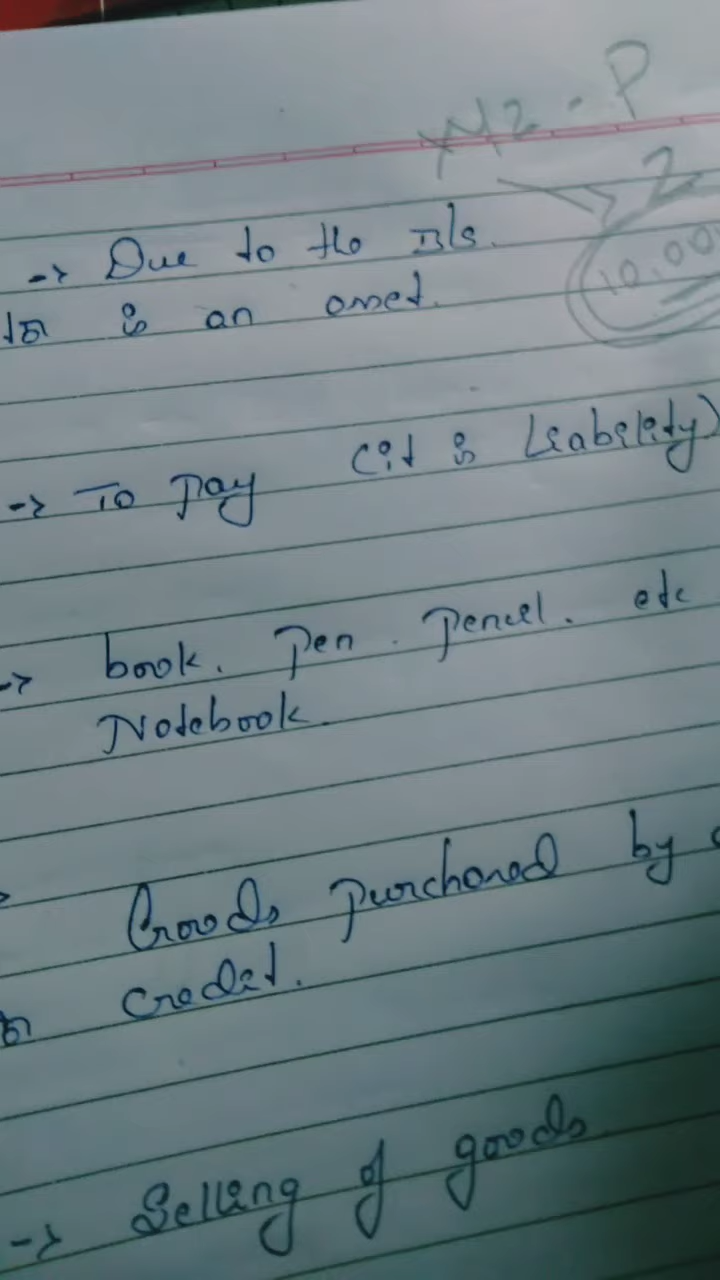 -> Due to the B/s.
is an asset.
-> To pay (it is Liability)
-> book. Pen. Pencil. etc
Notebook.
Goods purchased by
credit.
-> Selling of goods